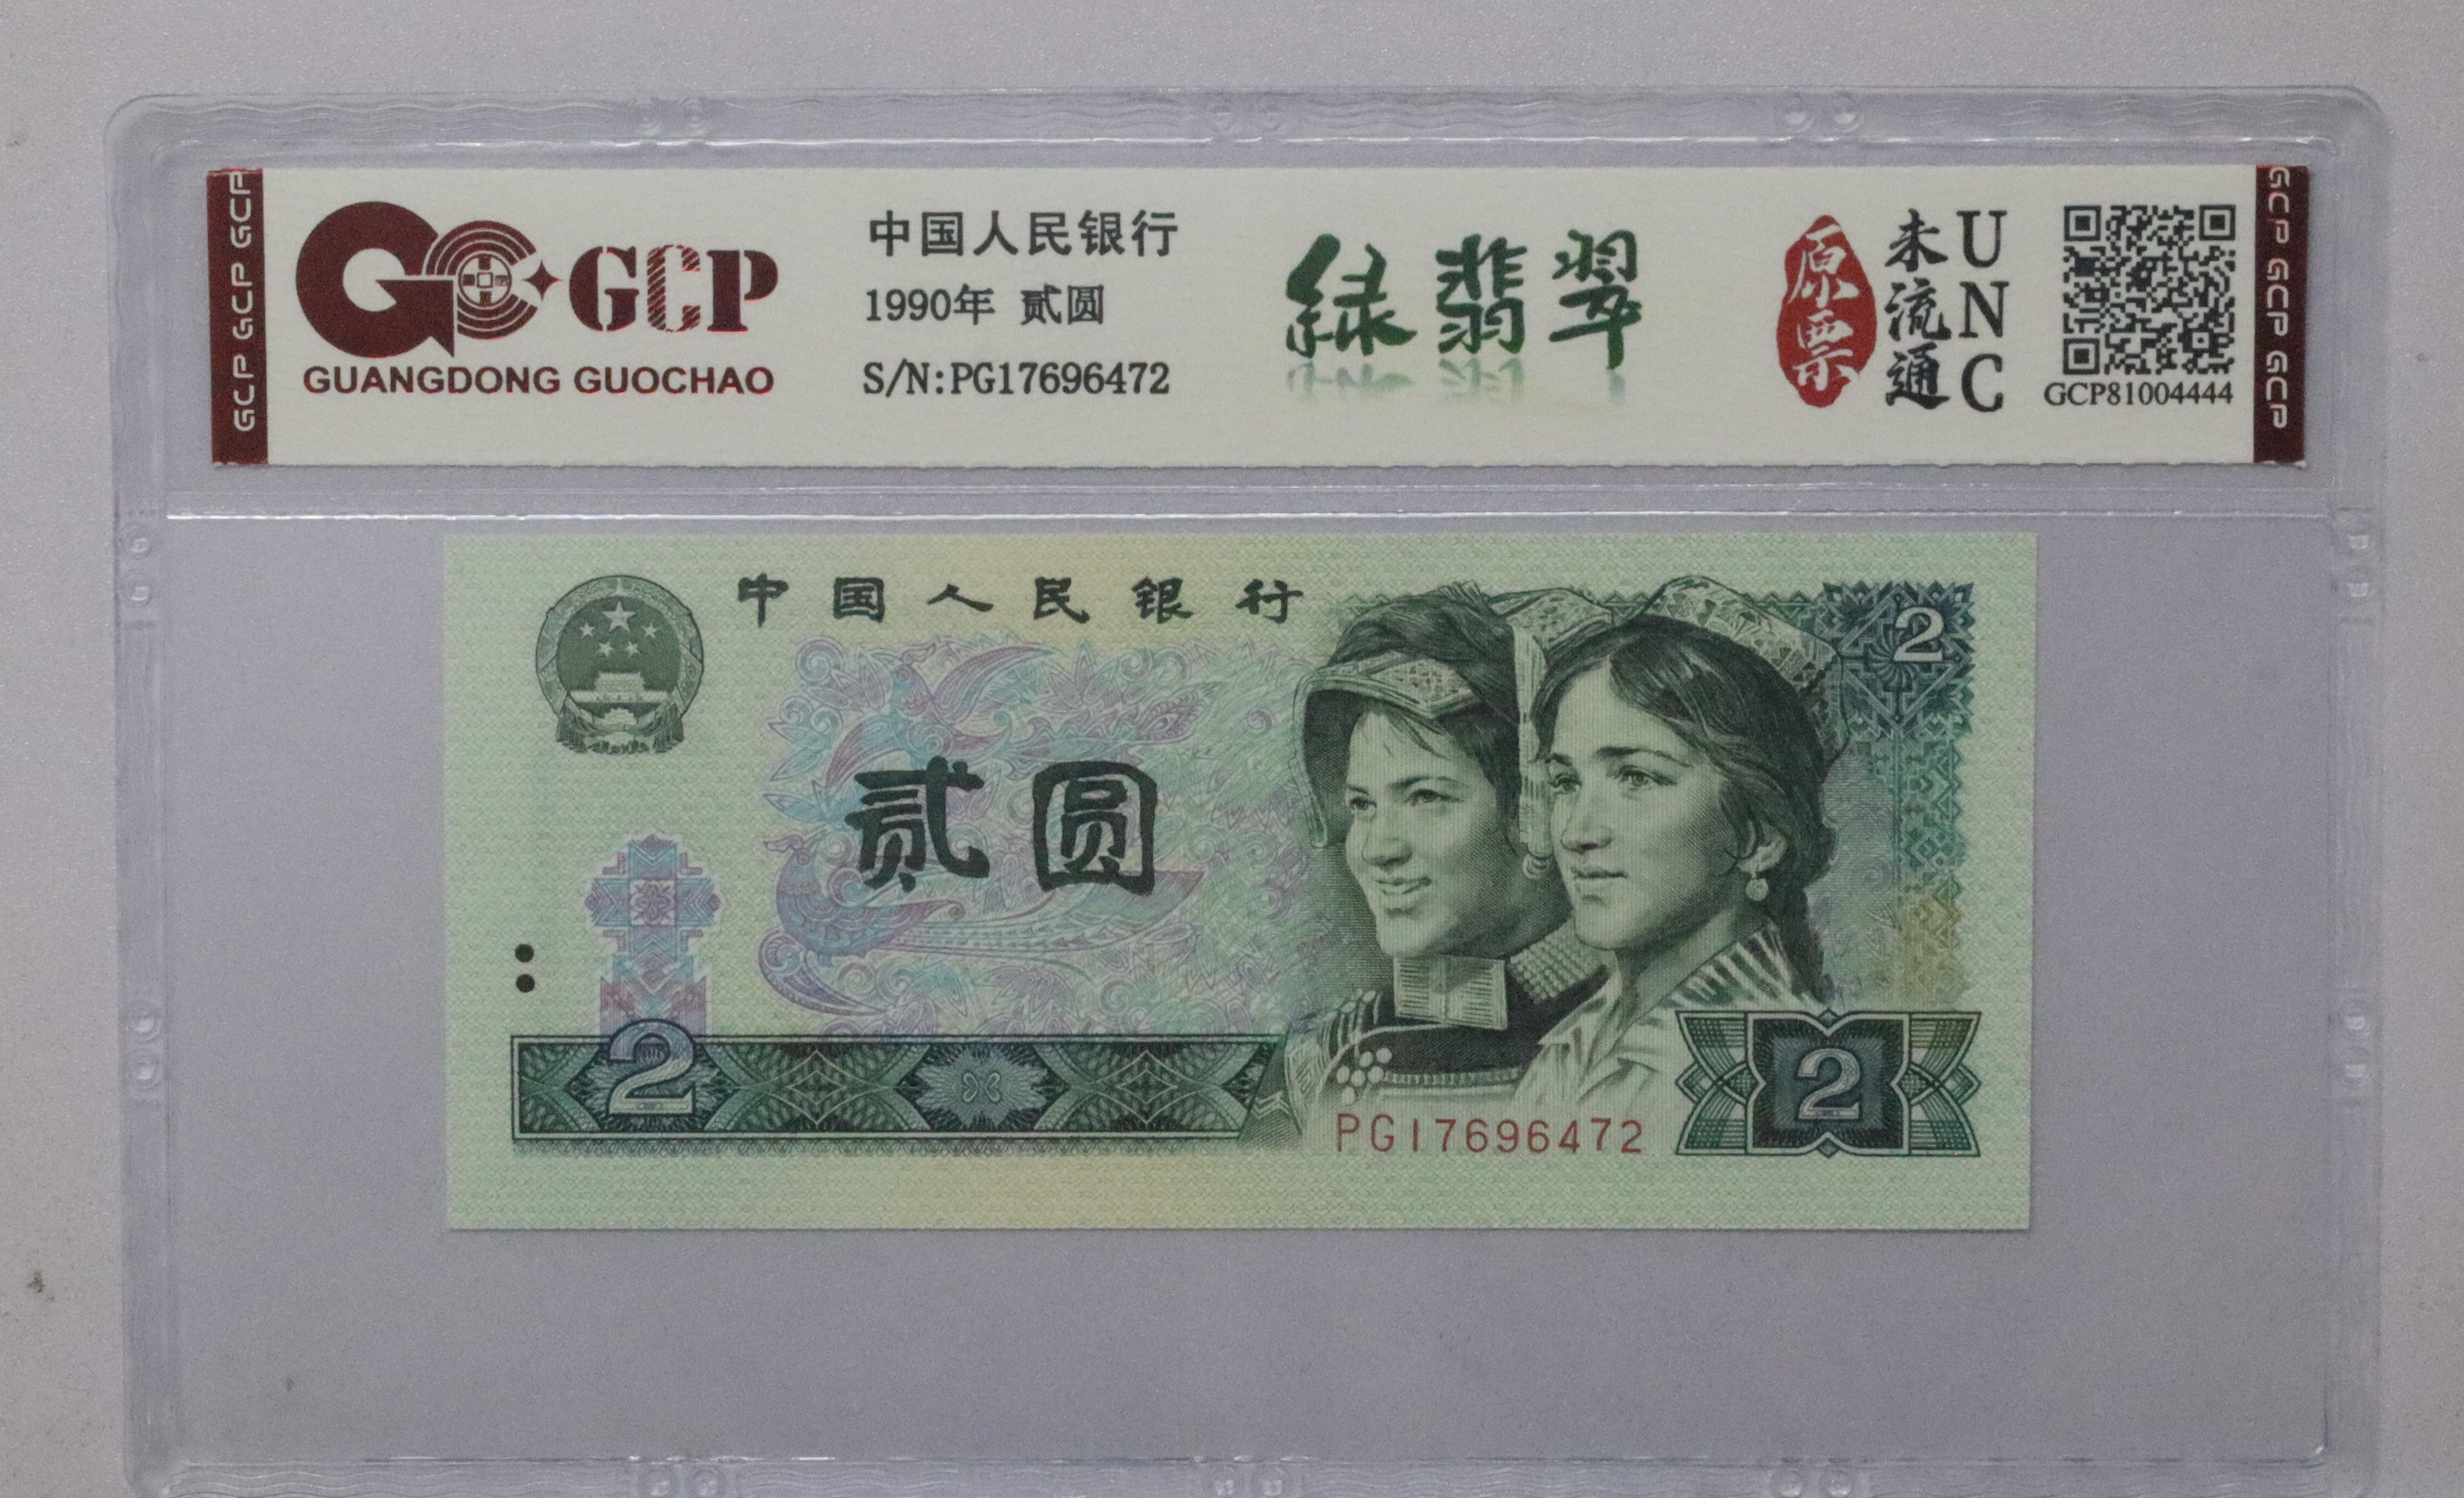 GCP GCP GCP
GCP
GUANGDONG GUOCHAO
中国人民银行
1990年 贰圆
S/N:PG17696472
绿翡翠
原票
未流通
UNC
GCP81004444
GCP GCP GCP
中国人民银行
2
贰圆
2
PG17696472
2